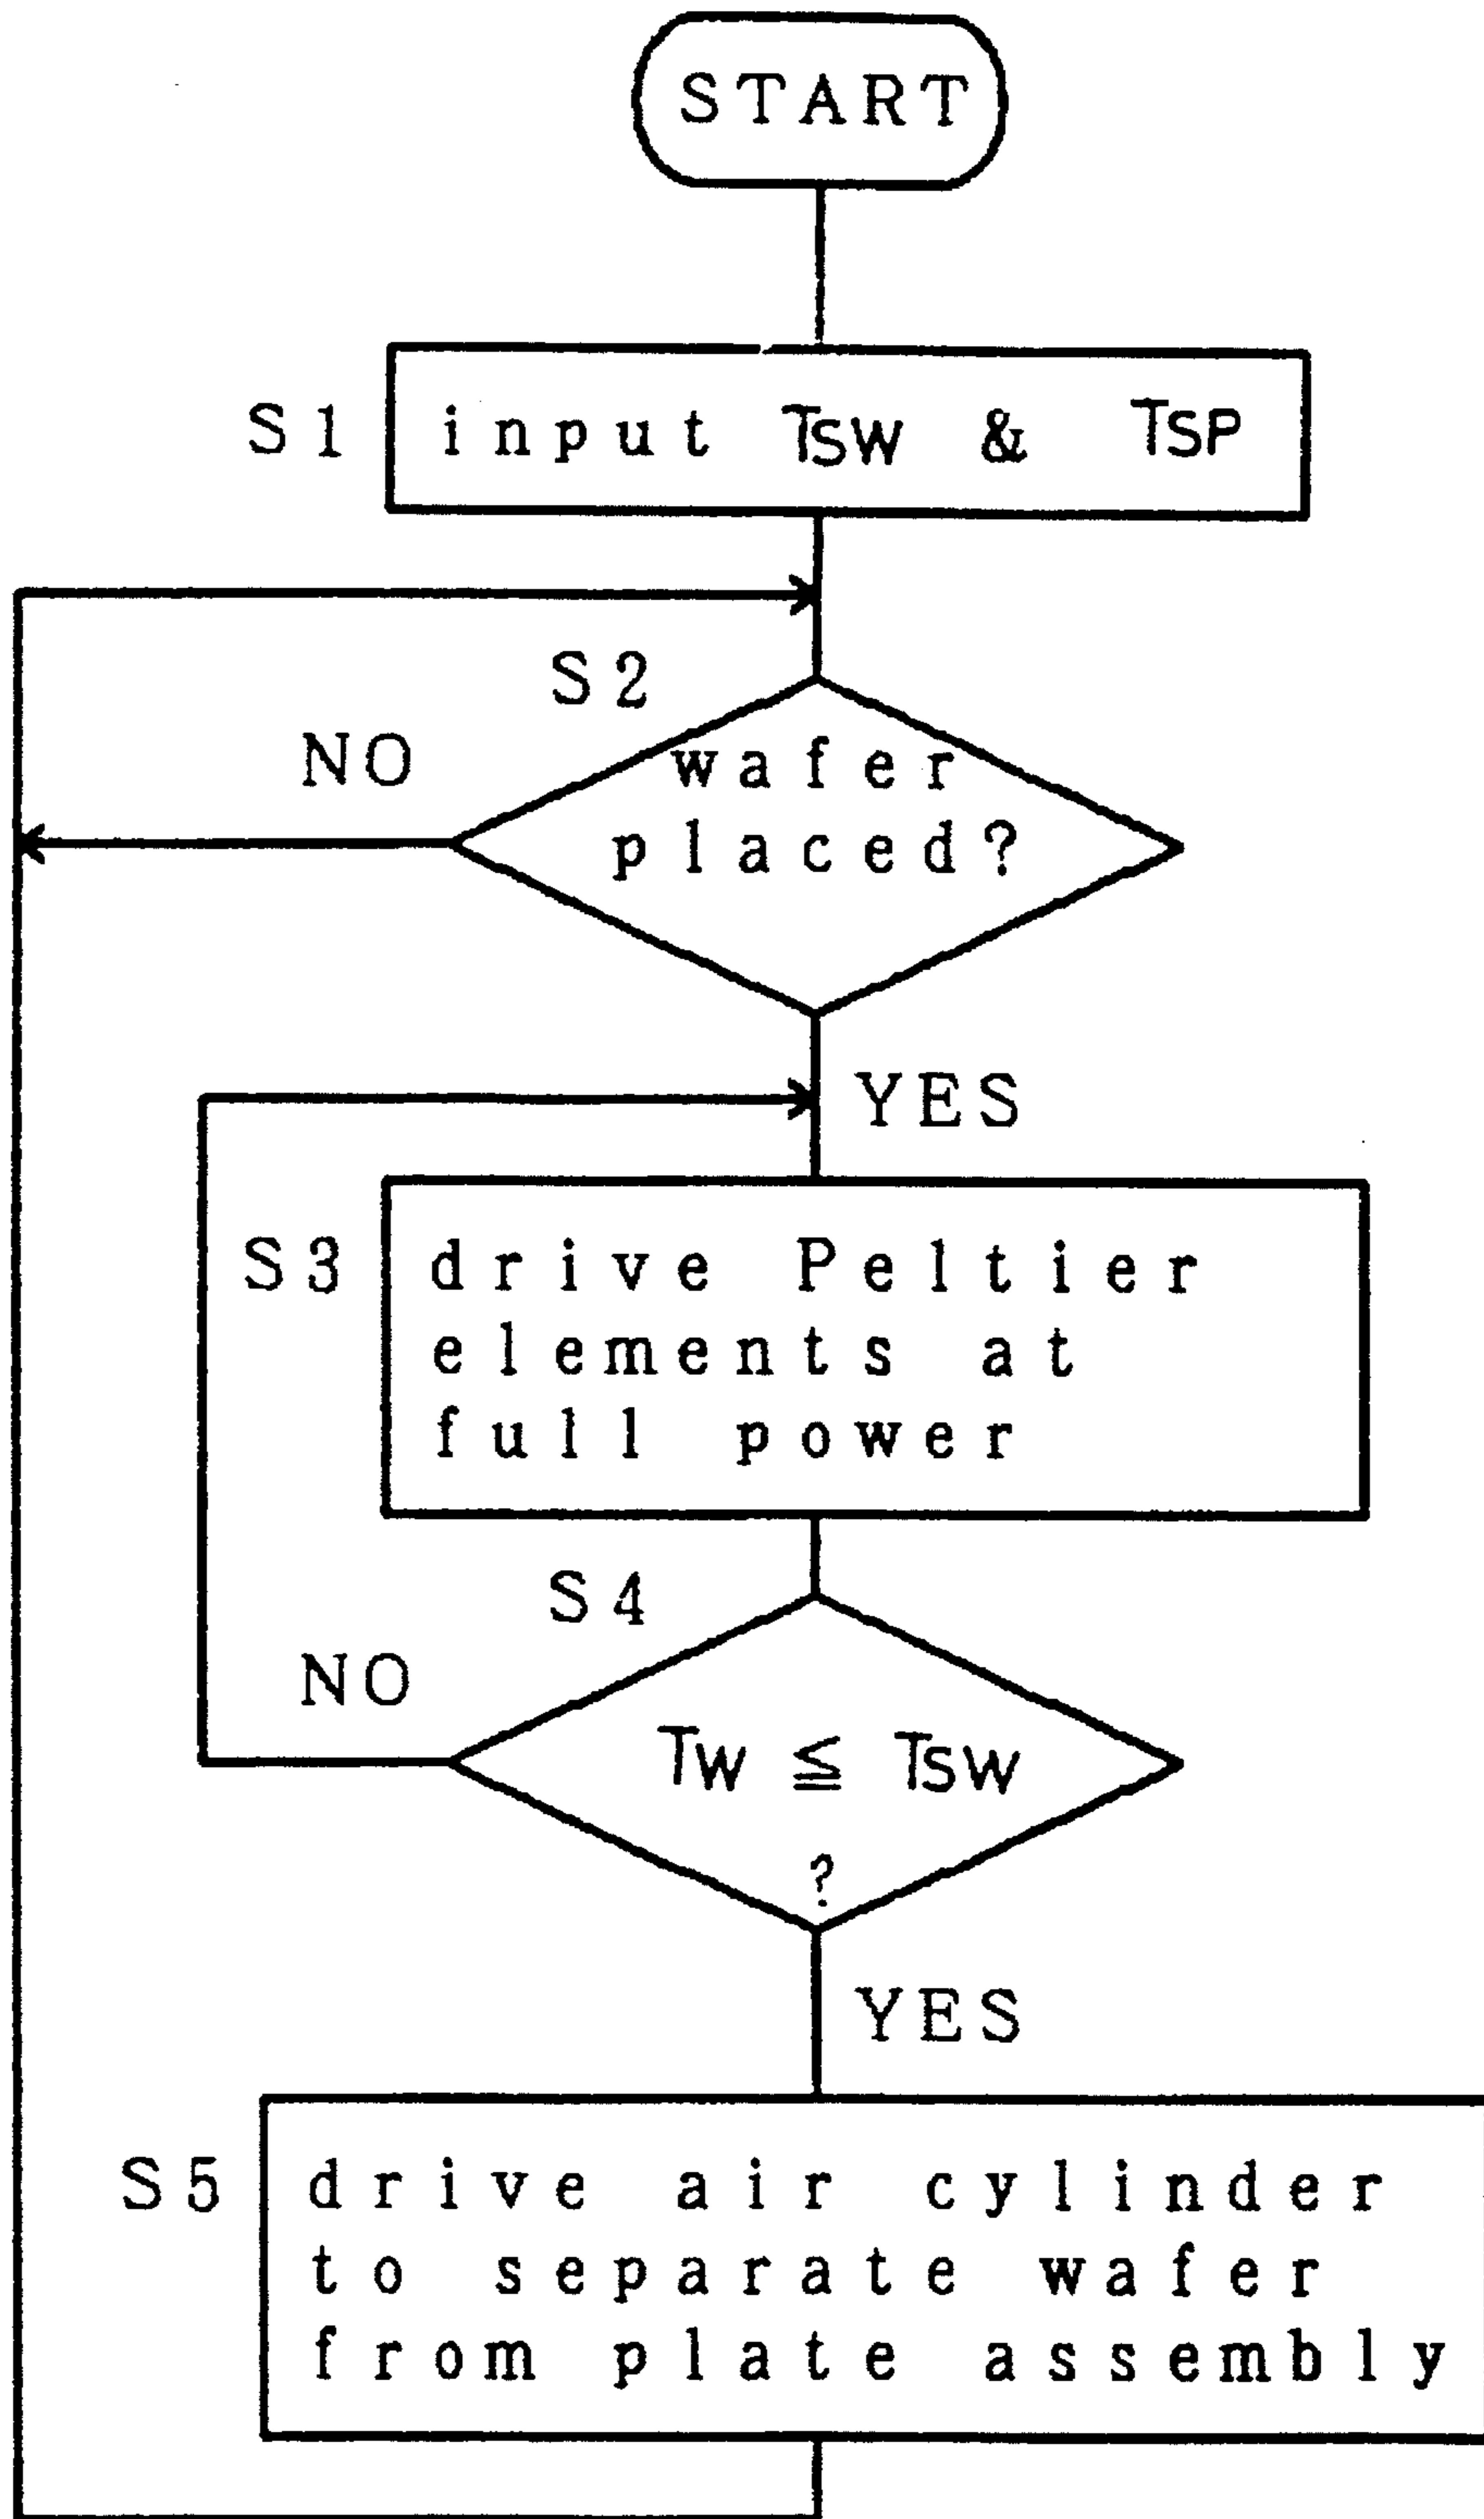 START
S1 input TSW & TSP
S2
NO
wafer
placed?
YES
S3 drive Peltier
elements at
full power
S4
NO
TW ≦ TSW
?
YES
S5 drive air cylinder
to separate wafer
from plate assembly